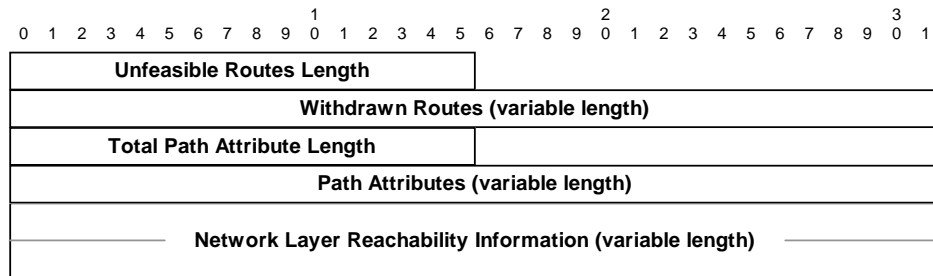 1 2 3
0 1 2 3 4 5 6 7 8 9 0 1 2 3 4 5 6 7 8 9 0 1 2 3 4 5 6 7 8 9 0 1
Unfeasible Routes Length
Withdrawn Routes (variable length)
Total Path Attribute Length
Path Attributes (variable length)
Network Layer Reachability Information (variable length)